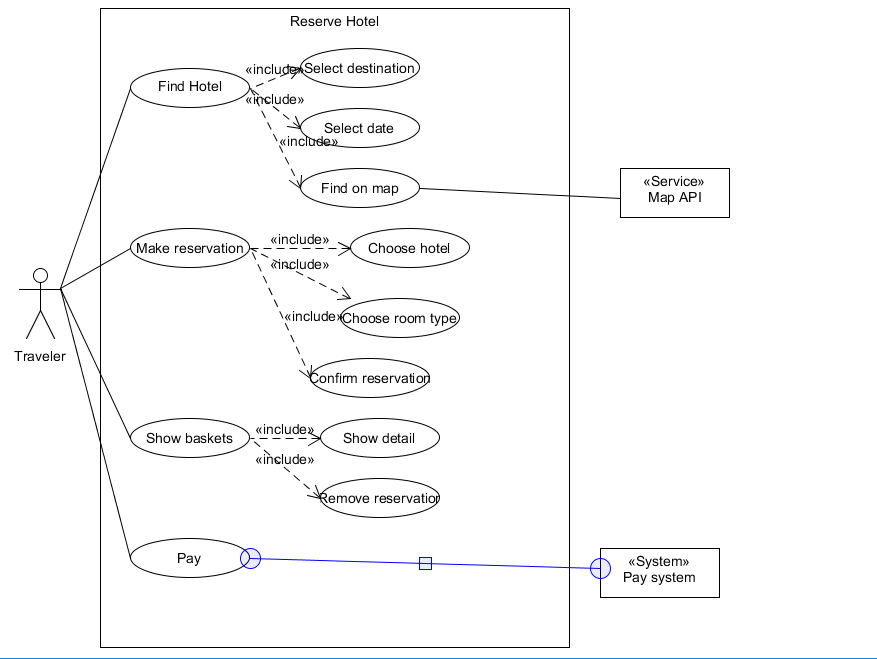 Reserve Hotel
«include»
Select destination
Find Hotel
«include»
Select date
«include»
Find on map
«Service»
Map API
«include»
Make reservation
Choose hotel
«include»
«include»
Choose room type
Traveler
Confirm reservation
«include»
Show baskets
Show detail
«include»
Remove reservation
Pay
«System»
Pay system